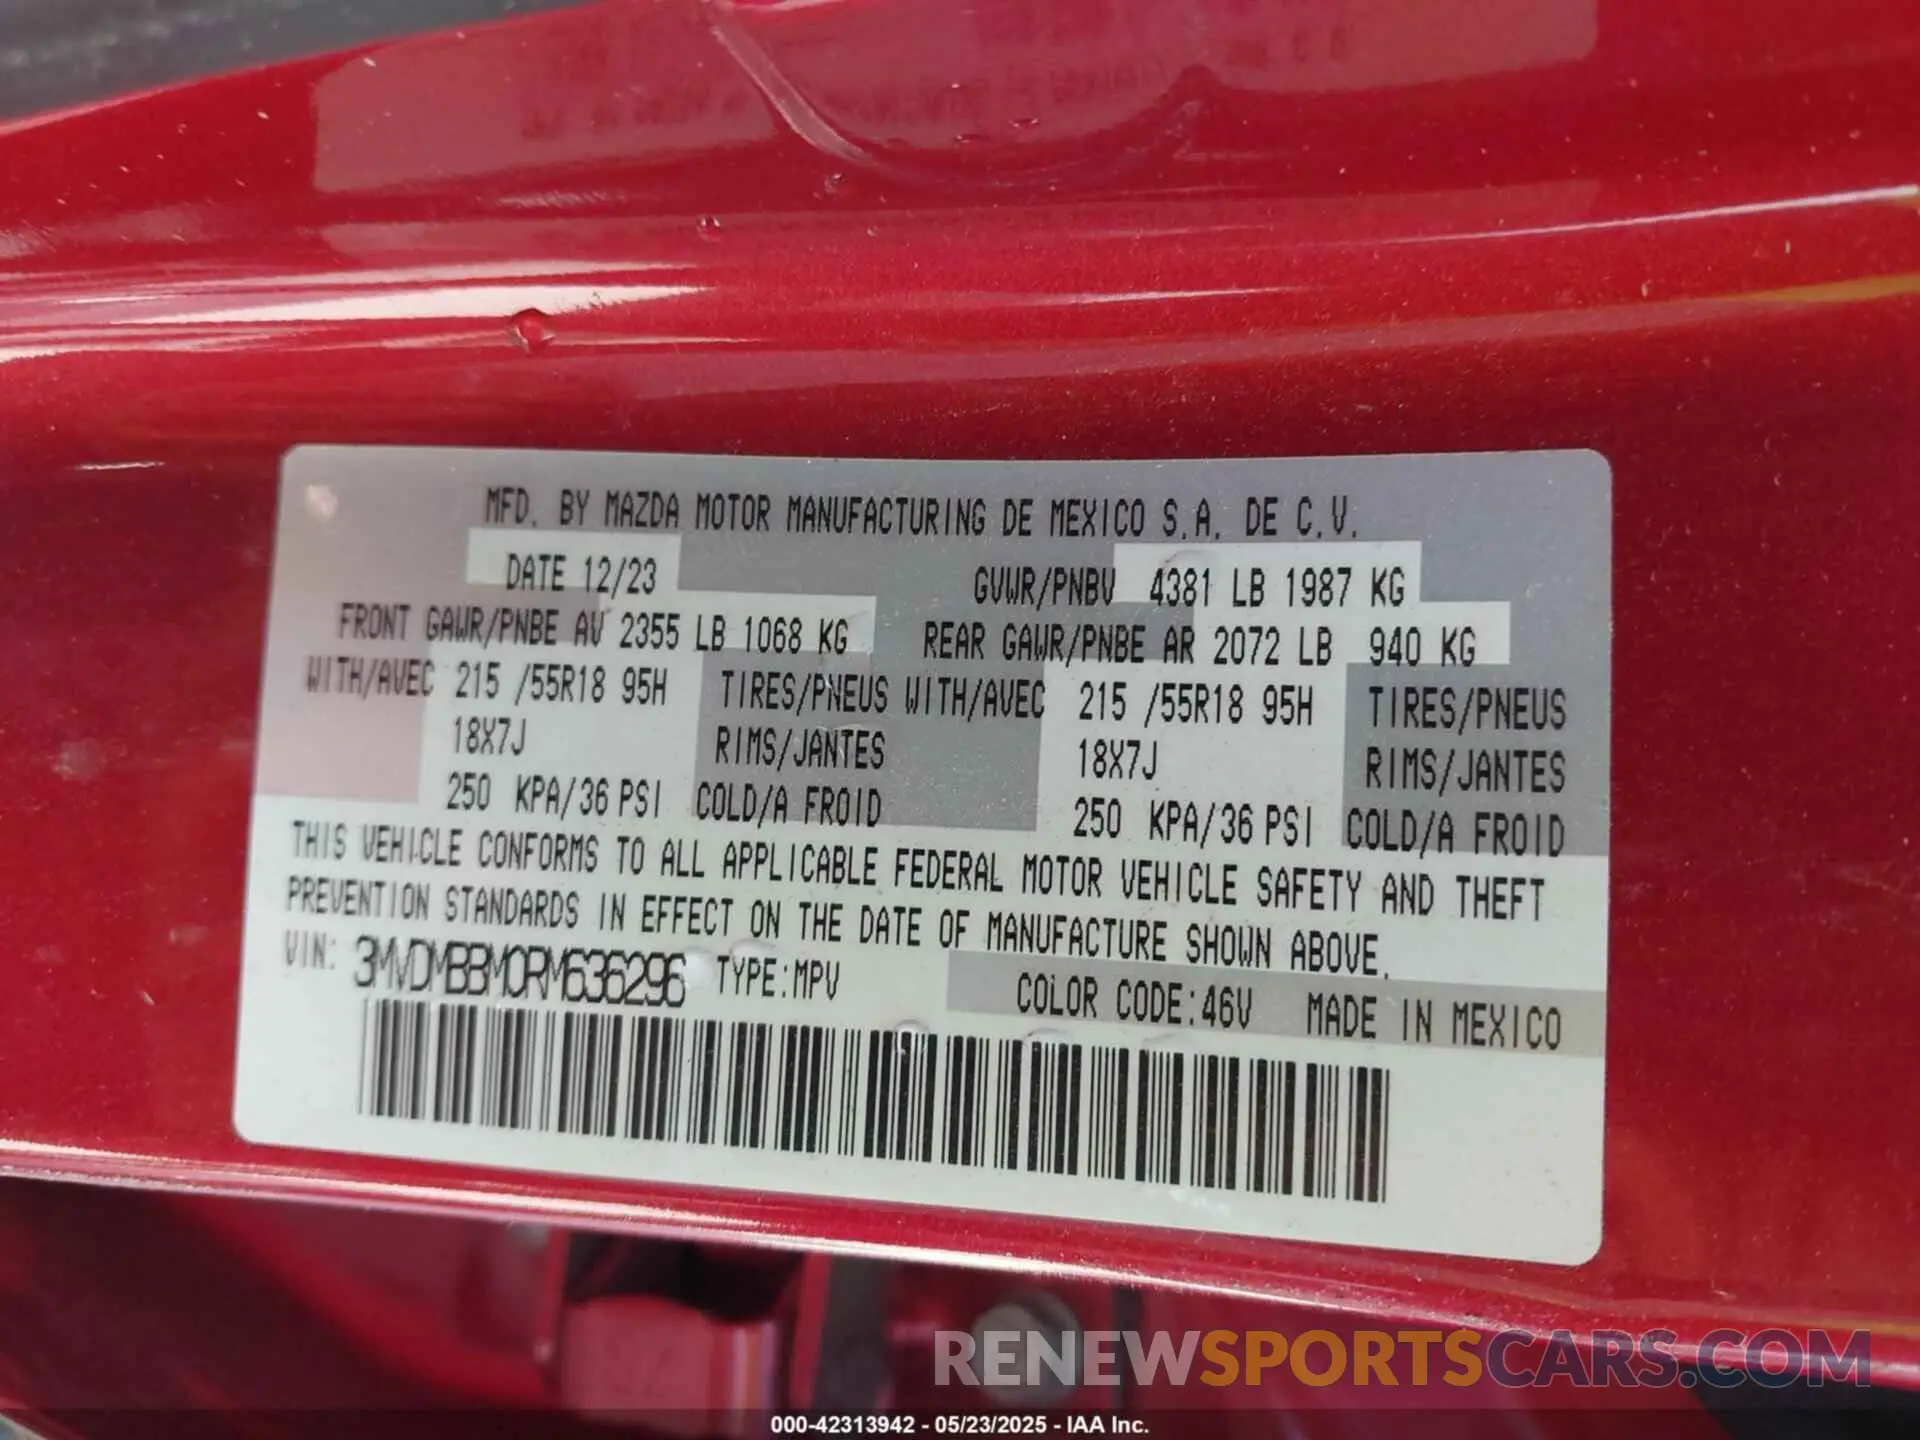 MFD. BY MAZDA MOTOR MANUFACTURING DE MEXICO S.A. DE C.V.
DATE 12/23 GVWR/PNBV 4381 LB 1987 KG
FRONT GAWR/PNBE AV 2355 LB 1068 KG REAR GAWR/PNBE AR 2072 LB 940 KG
WITH/AVEC 215 /55R18 95H TIRES/PNEUS WITH/AVEC 215 /55R18 95H TIRES/PNEUS
18X7J RIMS/JANTES 18X7J RIMS/JANTES
250 KPA/36 PSI COLD/A FROID 250 KPA/36 PSI COLD/A FROID
THIS VEHICLE CONFORMS TO ALL APPLICABLE FEDERAL MOTOR VEHICLE SAFETY AND THEFT
PREVENTION STANDARDS IN EFFECT ON THE DATE OF MANUFACTURE SHOWN ABOVE.
VIN: 3MVDMBBM0RM636296 TYPE:MPV COLOR CODE:46V MADE IN MEXICO
RENEWSPORTSCARS.COM
000-42313942 - 05/23/2025 - IAA Inc.